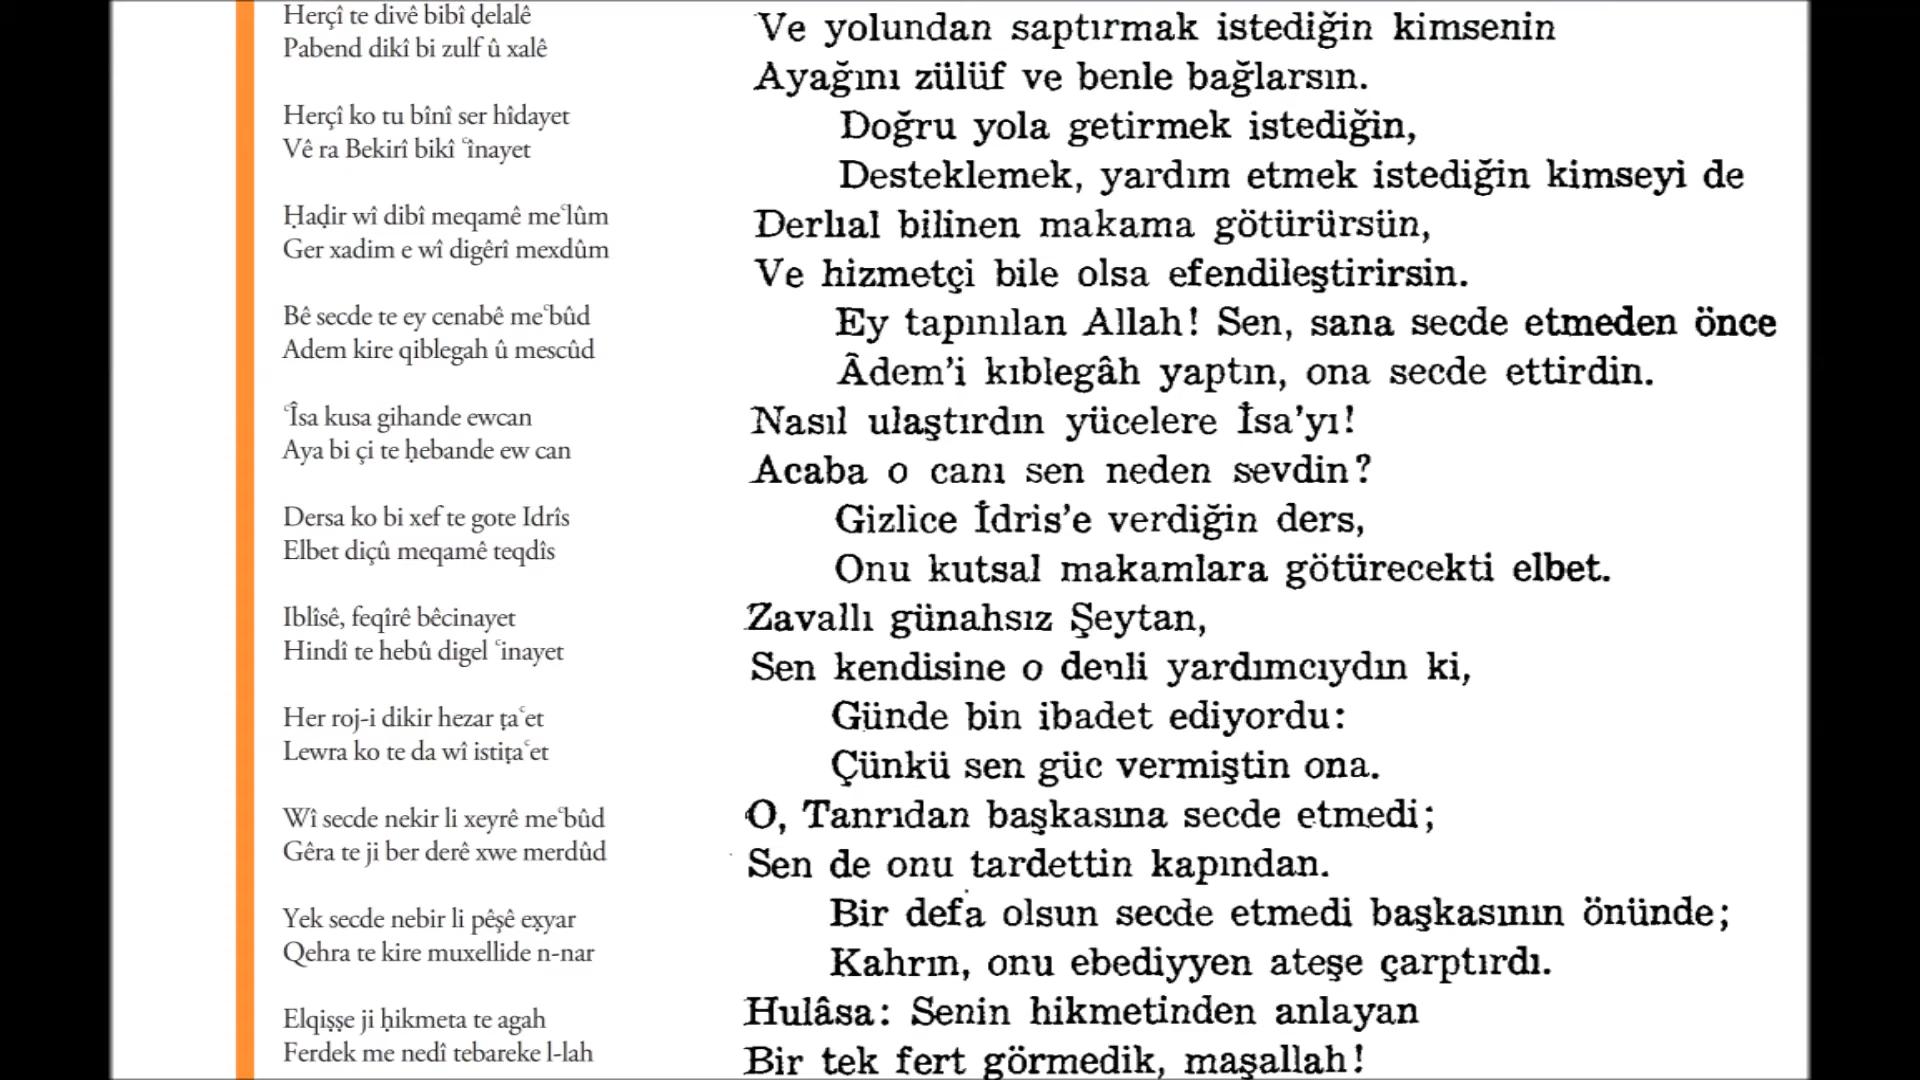 Herçî te divê bibî ḍelalê
Pabend dikî bi zulf û xalê
Herçî ko tu bînî ser hîdayet
Vê ra Bekirî bikî ʿînayet
Ḥaḍir wî dibî meqamê meʿlûm
Ger xadim e wî digêrî mexdûm
Bê secde te ey cenabê meʿbûd
Adem kire qiblegah û mescûd
ʿÎsa kusa gihande ewcan
Aya bi çi te ḥebande ew can
Dersa ko bi xef te gote Idrîs
Elbet diçû meqamê teqdîs
Iblîsê, feqîrê bêcinayet
Hindî te hebû digel ʿinayet
Her roj-i dikir hezar ṭaʿet
Lewra ko te da wî istiṭaʿet
Wî secde nekir li xeyrê meʿbûd
Gêra te ji ber derê xwe merdûd
Yek secde nebir li pêşê eẍyar
Qehra te kire muxellide n-nar
Elqiṣṣe ji ḥikmeta te agah
Ferdek me nedî tebareke l-lah
Ve yolundan saptırmak istediğin kimsenin
Ayağını zülüf ve benle bağlarsın.
Doğru yola getirmek istediğin,
Desteklemek, yardım etmek istediğin kimseyi de
Derhal bilinen makama götürürsün,
Ve hizmetçi bile olsa efendileştirirsin.
Ey tapınılan Allah! Sen, sana secde etmeden önce
Âdem'i kıblegâh yaptın, ona secde ettirdin.
Nasıl ulaştırdın yücelere İsa'yı!
Acaba o canı sen neden sevdin?
Gizlice İdris'e verdiğin ders,
Onu kutsal makamlara götürecekti elbet.
Zavallı günahsız Şeytan,
Sen kendisine o denli yardımcıydın ki,
Günde bin ibadet ediyordu:
Çünkü sen güc vermiştin ona.
O, Tanrıdan başkasına secde etmedi;
Sen de onu tardettin kapından.
Bir defa olsun secde etmedi başkasının önünde;
Kahrın, onu ebediyyen ateşe çarptırdı.
Hulâsa: Senin hikmetinden anlayan
Bir tek fert görmedik, maşallah!